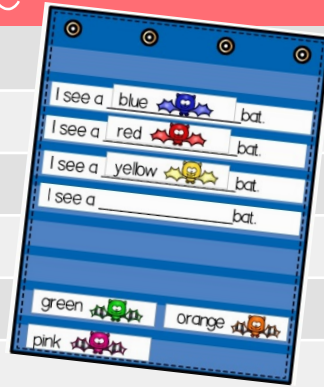 I see a blue bat.
I see a red bat.
I see a yellow bat.
I see a bat.
green orange
pink